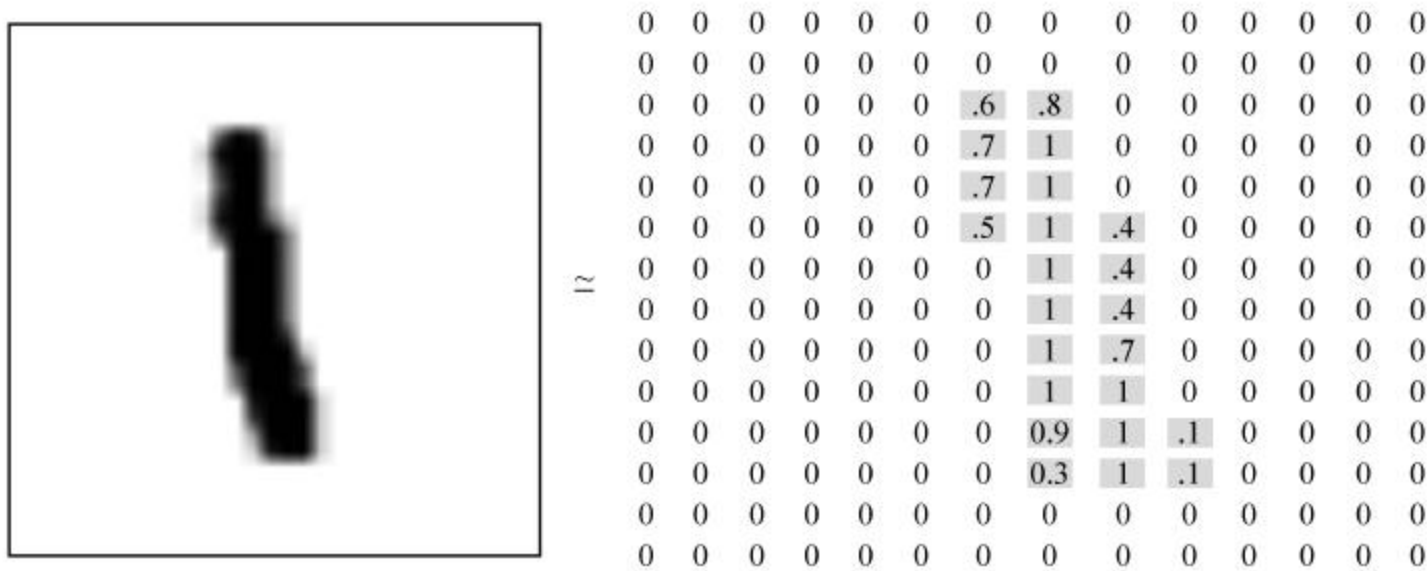 0 0 0 0 0 0 0 0 0 0 0 0 0 0
0 0 0 0 0 0 0 0 0 0 0 0 0 0
0 0 0 0 0 0 .6 .8 0 0 0 0 0 0
0 0 0 0 0 0 .7 1 0 0 0 0 0 0
0 0 0 0 0 0 .7 1 0 0 0 0 0 0
0 0 0 0 0 0 .5 1 .4 0 0 0 0 0
0 0 0 0 0 0 0 1 .4 0 0 0 0 0
≃ 0 0 0 0 0 0 0 1 .4 0 0 0 0 0
0 0 0 0 0 0 0 1 .7 0 0 0 0 0
0 0 0 0 0 0 0 1 1 0 0 0 0 0
0 0 0 0 0 0 0 0.9 1 .1 0 0 0 0
0 0 0 0 0 0 0 0.3 1 .1 0 0 0 0
0 0 0 0 0 0 0 0 0 0 0 0 0 0
0 0 0 0 0 0 0 0 0 0 0 0 0 0